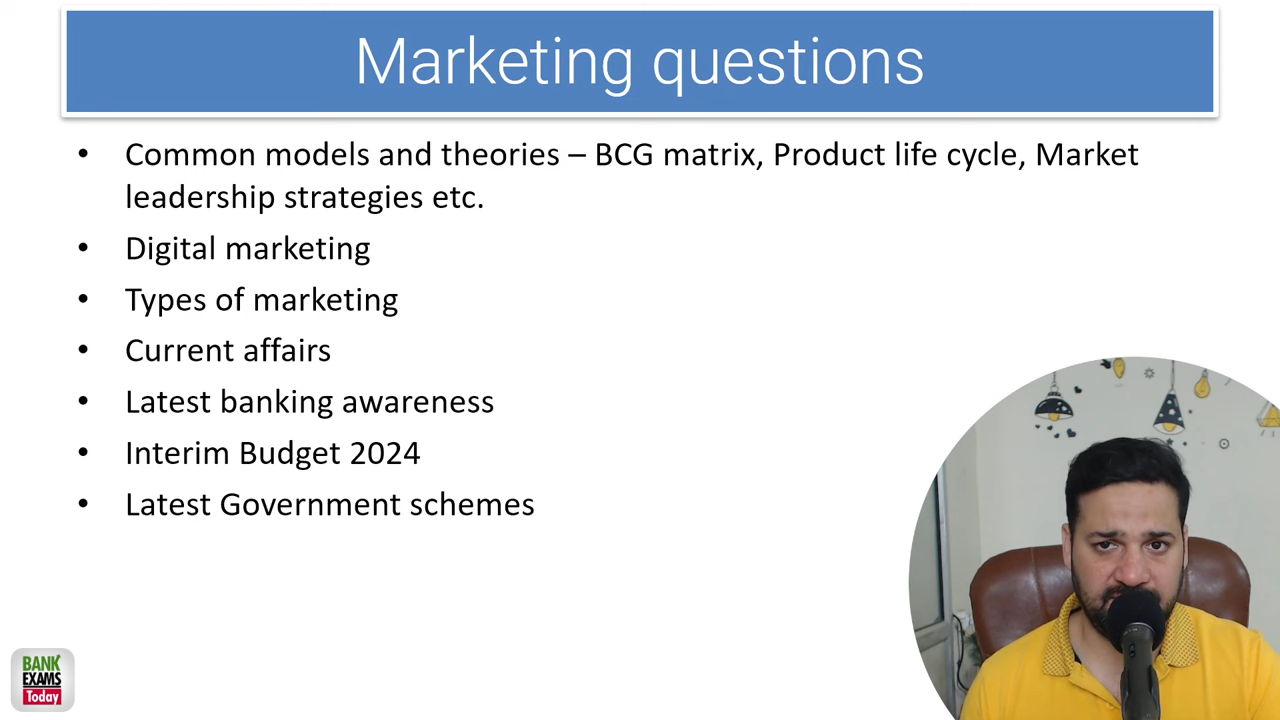 Marketing questions
• Common models and theories – BCG matrix, Product life cycle, Market
leadership strategies etc.
• Digital marketing
• Types of marketing
• Current affairs
• Latest banking awareness
• Interim Budget 2024
• Latest Government schemes
BANK
EXAMS
Today